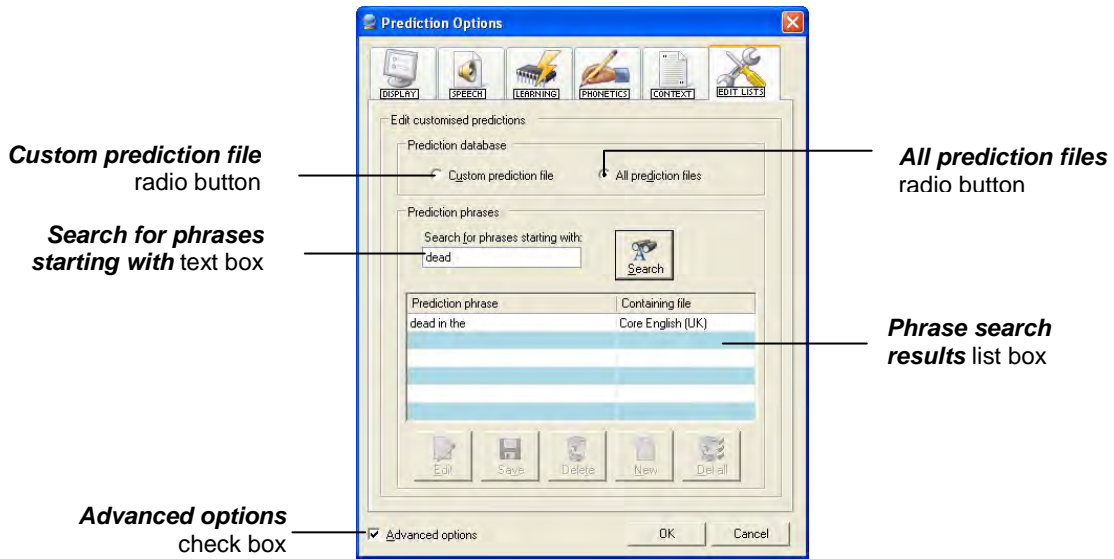 Prediction Options
DISPLAY
SPEECH
LEARNING
PHONETICS
CONTEXT
EDIT LISTS
Edit customised predictions
Prediction database
Custom prediction file
radio button
Custom prediction file
All prediction files
All prediction files
radio button
Prediction phrases
Search for phrases
starting with text box
Search for phrases starting with:
dead
Search
Prediction phrase Containing file
dead in the Core English (UK)
Phrase search
results list box
Edit Save Delete New Del all
Advanced options
check box
Advanced options OK Cancel